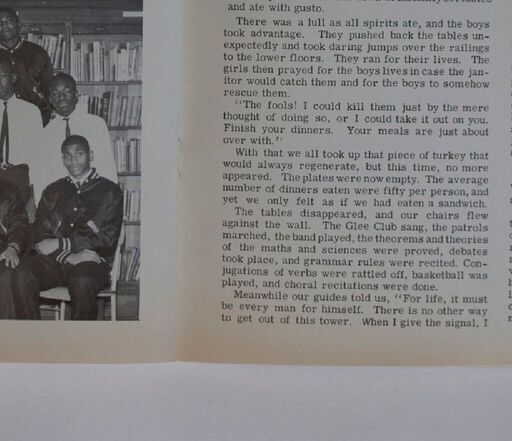 and ate with gusto.
There was a lull as all spirits ate, and the boys
took advantage. They pushed back the tables un-
expectedly and took daring jumps over the railings
to the lower floors. They ran for their lives. The
girls then prayed for the boys lives in case the jan-
itor would catch them and for the boys to somehow
rescue them.
"The fools! I could kill them just by the mere
thought of doing so, or I could take it out on you.
Finish your dinners. Your meals are just about
over with."
With that we all took up that piece of turkey that
would always regenerate, but this time, no more
appeared. The plates were now empty. The average
number of dinners eaten were fifty per person, and
yet we only felt as if we had eaten a sandwich.
The tables disappeared, and our chairs flew
against the wall. The Glee Club sang, the patrols
marched, the band played, the theorems and theories
of the maths and sciences were proved, debates
took place, and grammar rules were recited. Con-
jugations of verbs were rattled off, basketball was
played, and choral recitations were done.
Meanwhile our guides told us, "For life, it must
be every man for himself. There is no other way
to get out of this tower. When I give the signal, I